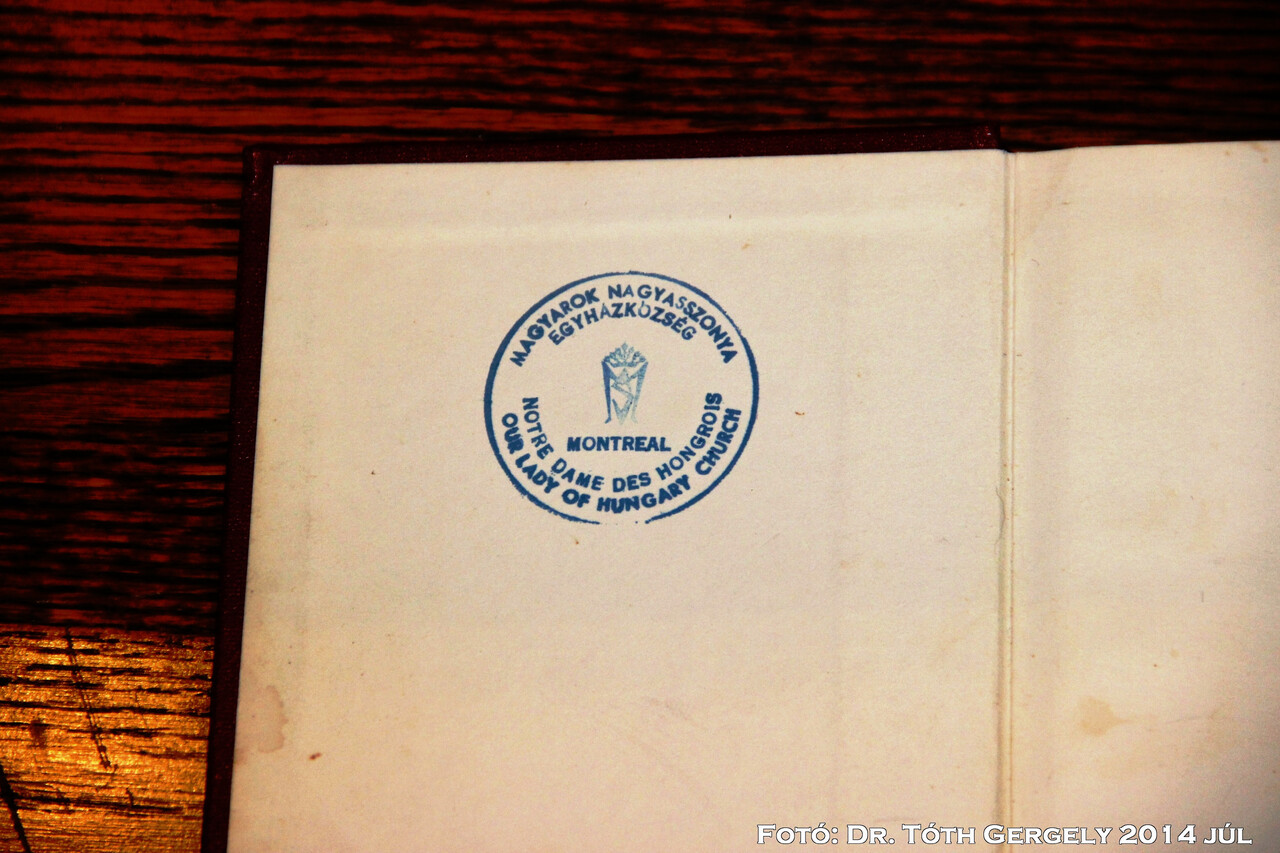 MAGYAROK NAGYASSZONYA
EGYHÁZKÖZSÉG
MONTREAL
NOTRE DAME DES HONGROIS
OUR LADY OF HUNGARY CHURCH
Fotó: Dr. Tóth Gergely 2014 júl